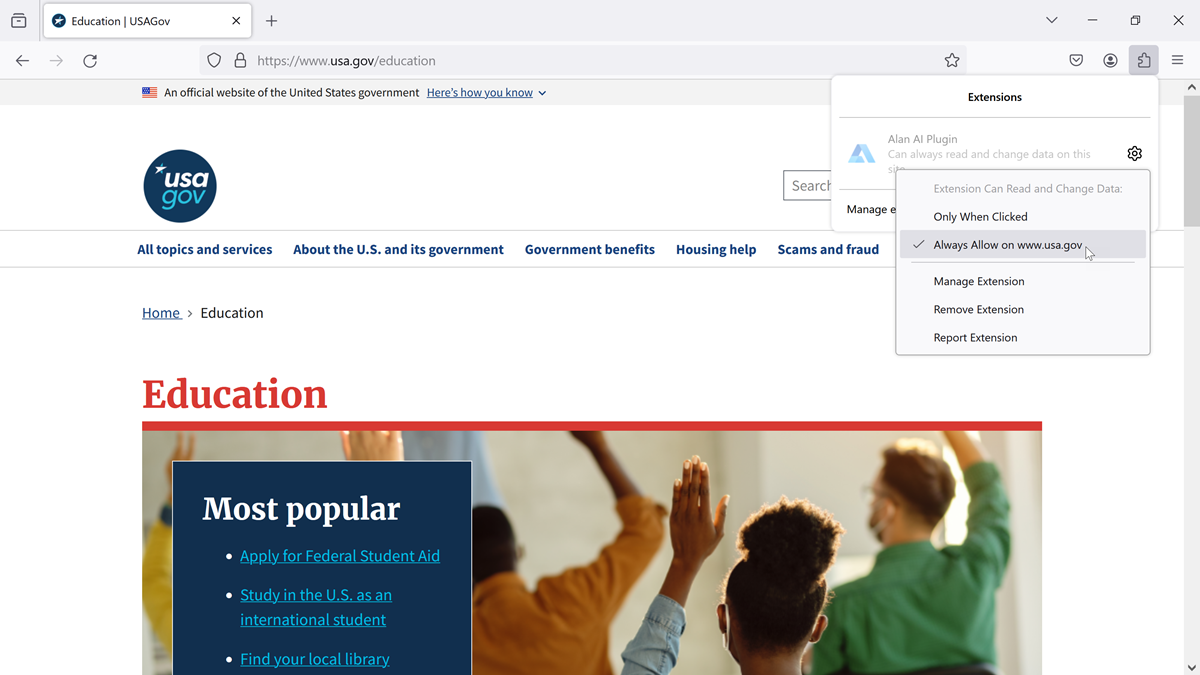 Education | USAGov
https://www.usa.gov/education
An official website of the United States government Here's how you know
Extensions
Alan AI Plugin
Can always read and change data on this
Manage e
Extension Can Read and Change Data:
Only When Clicked
Always Allow on www.usa.gov
Manage Extension
Remove Extension
Report Extension
usa
gov
Search
All topics and services About the U.S. and its government Government benefits Housing help Scams and fraud
Home > Education
Education
Most popular
• Apply for Federal Student Aid
• Study in the U.S. as an
international student
• Find your local library